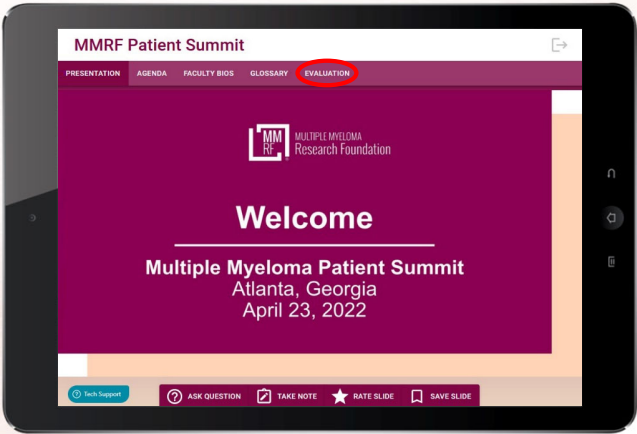 MMRF Patient Summit
PRESENTATION AGENDA FACULTY BIOS GLOSSARY EVALUATION
MM
RF
MULTIPLE MYELOMA
Research Foundation
Welcome
Multiple Myeloma Patient Summit
Atlanta, Georgia
April 23, 2022
? Tech Support
? ASK QUESTION TAKE NOTE RATE SLIDE SAVE SLIDE